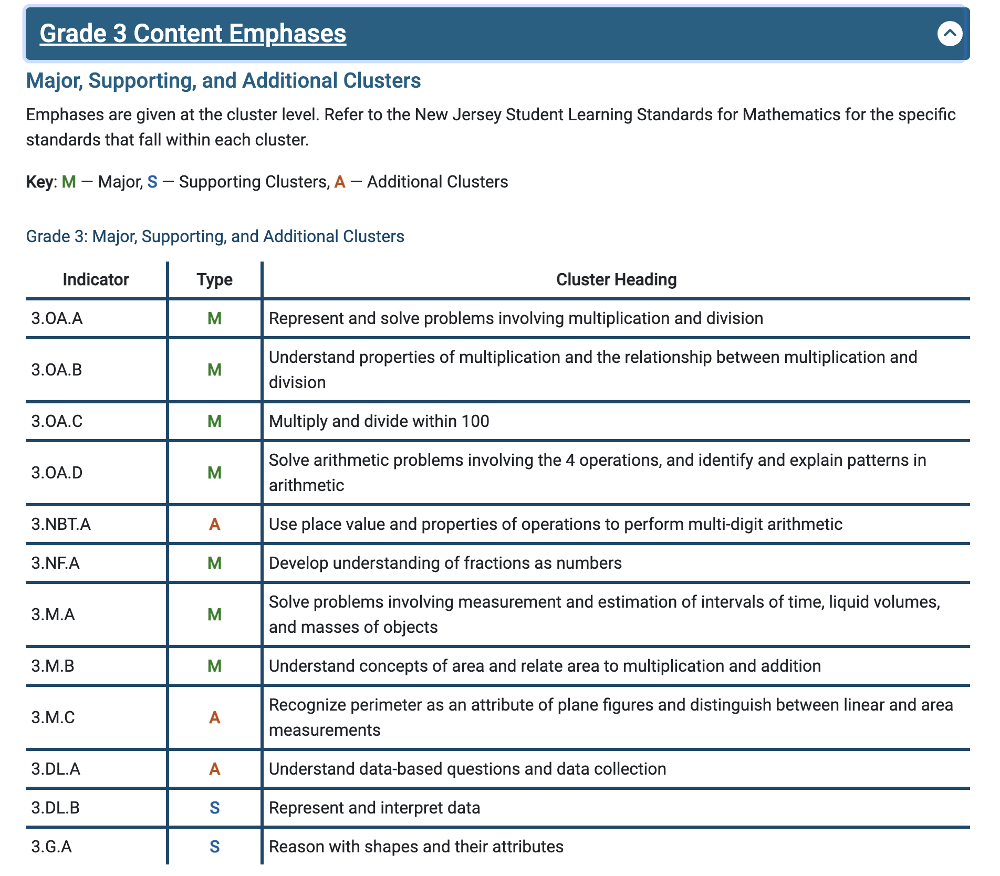 Grade 3 Content Emphases
Major, Supporting, and Additional Clusters
Emphases are given at the cluster level. Refer to the New Jersey Student Learning Standards for Mathematics for the specific
standards that fall within each cluster.
Key: M — Major, S — Supporting Clusters, A — Additional Clusters
Grade 3: Major, Supporting, and Additional Clusters
Indicator Type Cluster Heading
3.OA.A M Represent and solve problems involving multiplication and division
3.OA.B M Understand properties of multiplication and the relationship between multiplication and
division
3.OA.C M Multiply and divide within 100
3.OA.D M Solve arithmetic problems involving the 4 operations, and identify and explain patterns in
arithmetic
3.NBT.A A Use place value and properties of operations to perform multi-digit arithmetic
3.NF.A M Develop understanding of fractions as numbers
3.M.A M Solve problems involving measurement and estimation of intervals of time, liquid volumes,
and masses of objects
3.M.B M Understand concepts of area and relate area to multiplication and addition
3.M.C A Recognize perimeter as an attribute of plane figures and distinguish between linear and area
measurements
3.DL.A A Understand data-based questions and data collection
3.DL.B S Represent and interpret data
3.G.A S Reason with shapes and their attributes